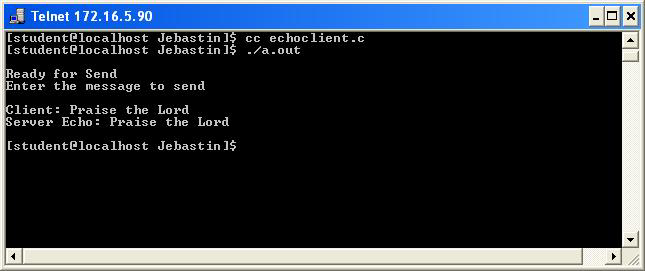 Telnet 172.16.5.90
[student@localhost Jebastin]$ cc echoclient.c
[student@localhost Jebastin]$ ./a.out
Ready for Send
Enter the message to send
Client: Praise the Lord
Server Echo: Praise the Lord
[student@localhost Jebastin]$